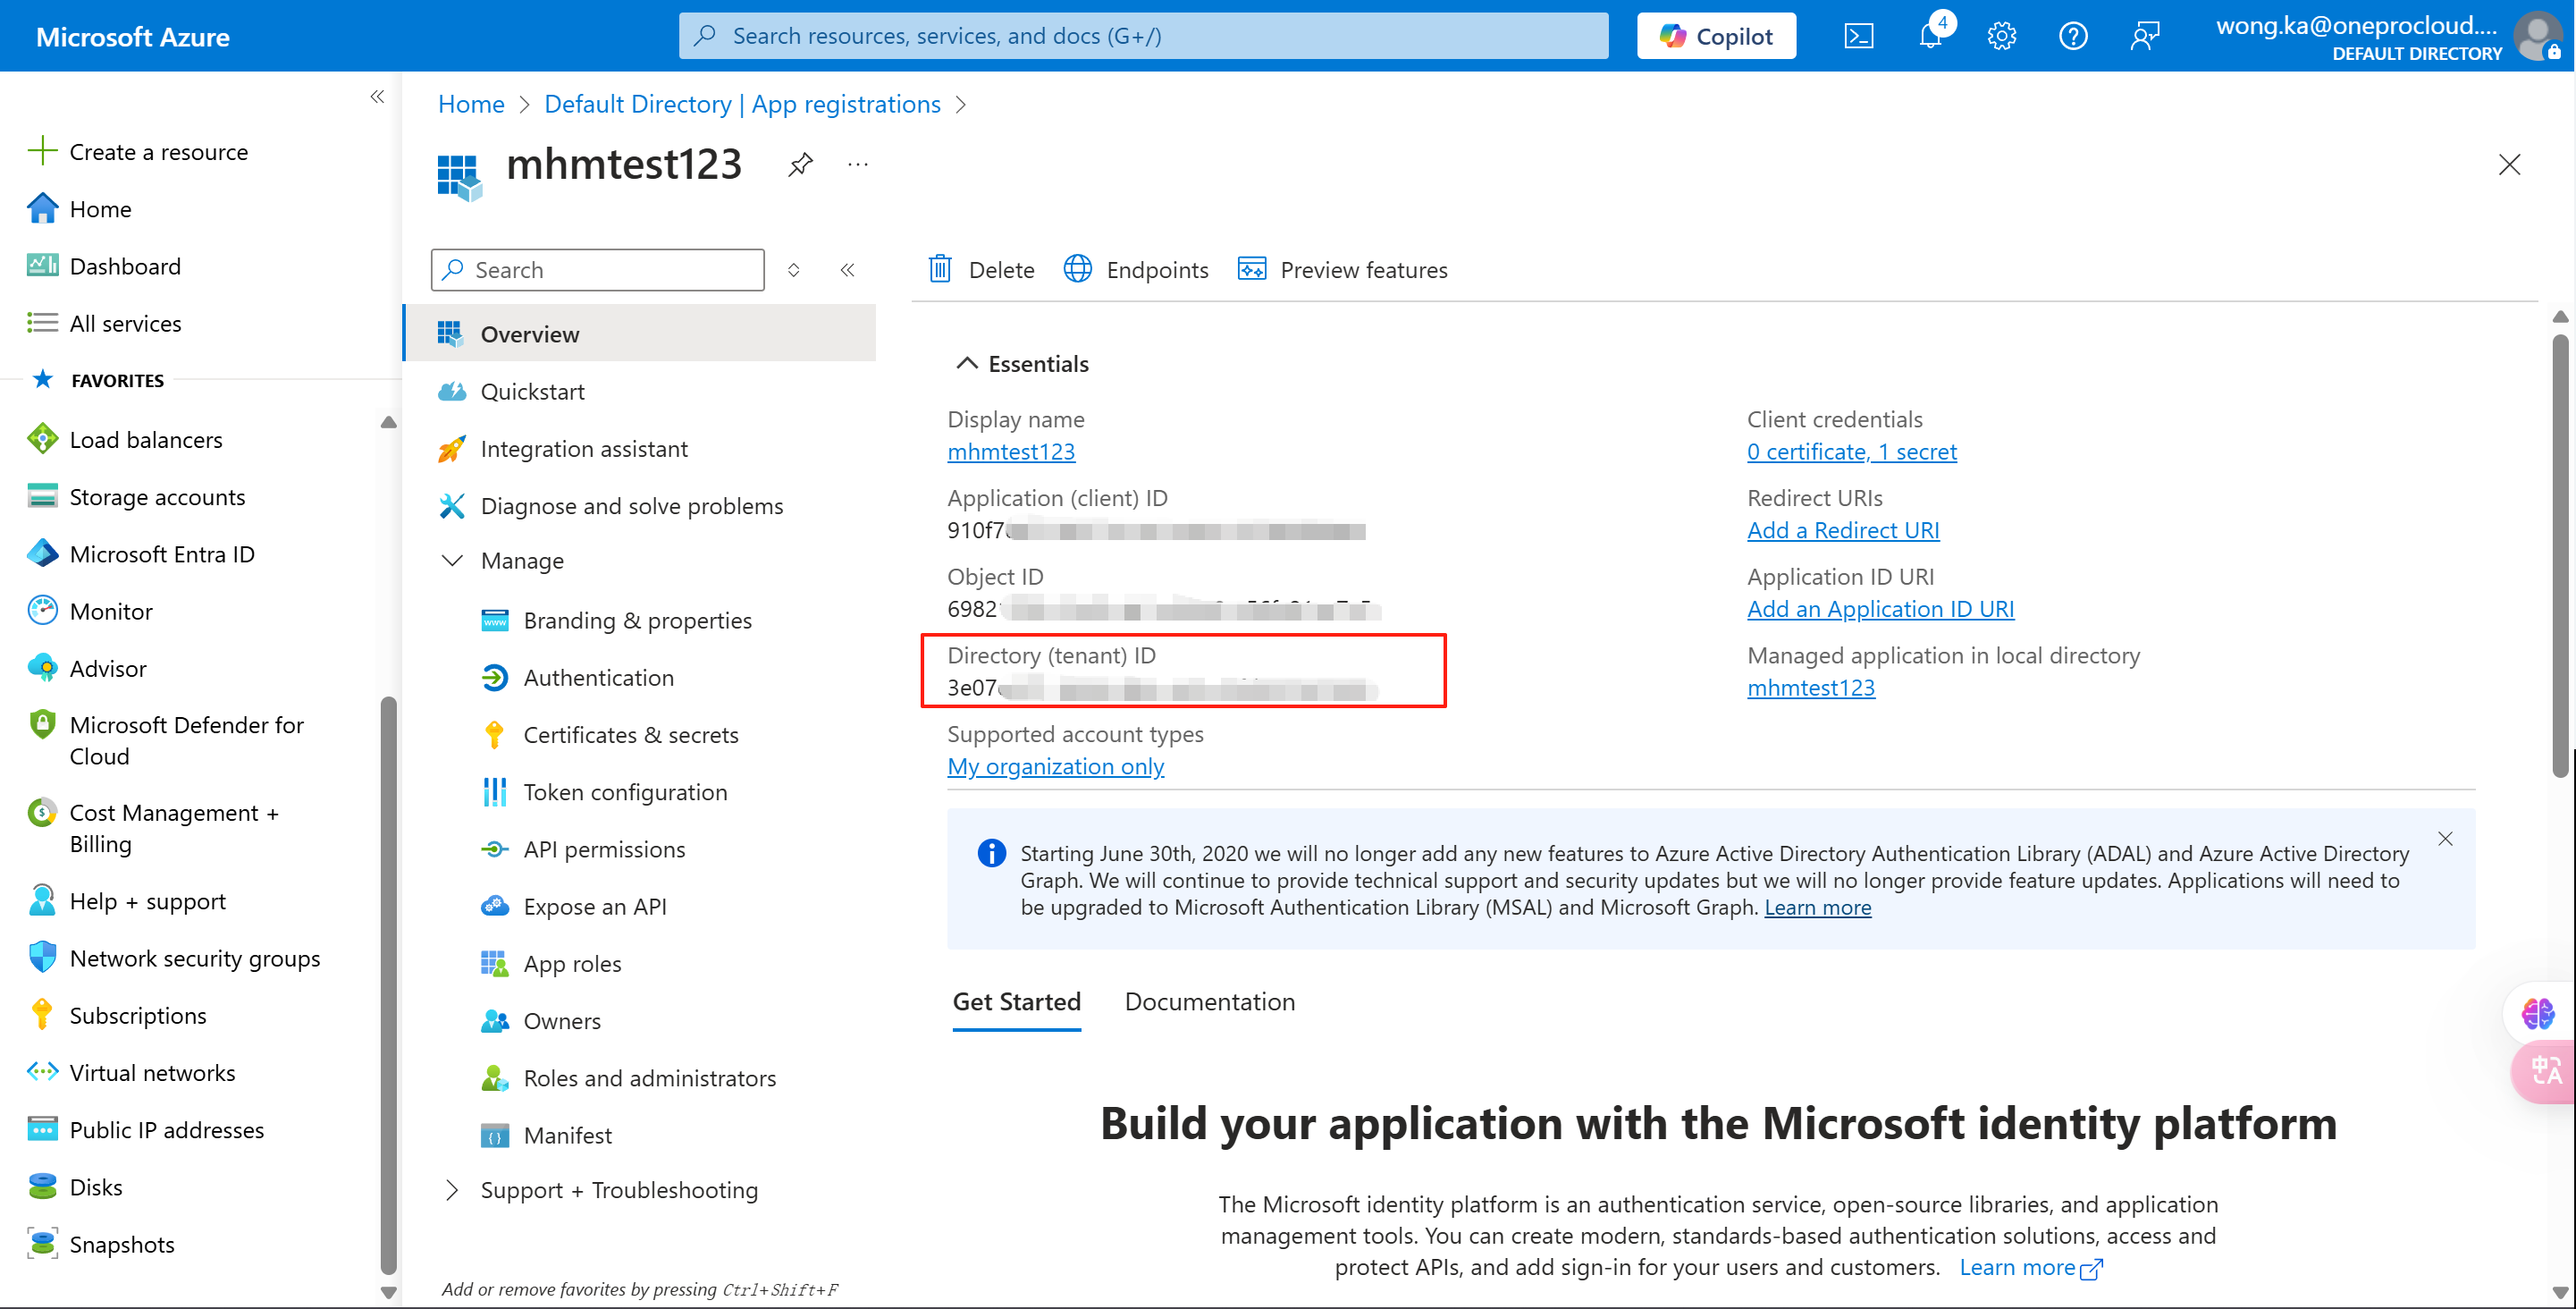 Microsoft Azure
Search resources, services, and docs (G+/)
Copilot
4
wong.ka@oneprocloud....
DEFAULT DIRECTORY
Create a resource
Home
Dashboard
All services
FAVORITES
Load balancers
Storage accounts
Microsoft Entra ID
Monitor
Advisor
Microsoft Defender for
Cloud
Cost Management +
Billing
Help + support
Network security groups
Subscriptions
Virtual networks
Public IP addresses
Disks
Snapshots
Home > Default Directory | App registrations >
mhmtest123
Search
Overview
Quickstart
Integration assistant
Diagnose and solve problems
Manage
Branding & properties
Authentication
Certificates & secrets
Token configuration
API permissions
Expose an API
App roles
Owners
Roles and administrators
Manifest
Support + Troubleshooting
Add or remove favorites by pressing Ctrl+Shift+F
Delete
Endpoints
Preview features
Essentials
Display name
mhmtest123
Application (client) ID
910f7
Object ID
6982
Directory (tenant) ID
3e07
Supported account types
My organization only
Client credentials
0 certificate, 1 secret
Redirect URIs
Add a Redirect URI
Application ID URI
Add an Application ID URI
Managed application in local directory
mhmtest123
Starting June 30th, 2020 we will no longer add any new features to Azure Active Directory Authentication Library (ADAL) and Azure Active Directory
Graph. We will continue to provide technical support and security updates but we will no longer provide feature updates. Applications will need to
be upgraded to Microsoft Authentication Library (MSAL) and Microsoft Graph. Learn more
Get Started
Documentation
Build your application with the Microsoft identity platform
The Microsoft identity platform is an authentication service, open-source libraries, and application
management tools. You can create modern, standards-based authentication solutions, access and
protect APIs, and add sign-in for your users and customers. Learn more
中A